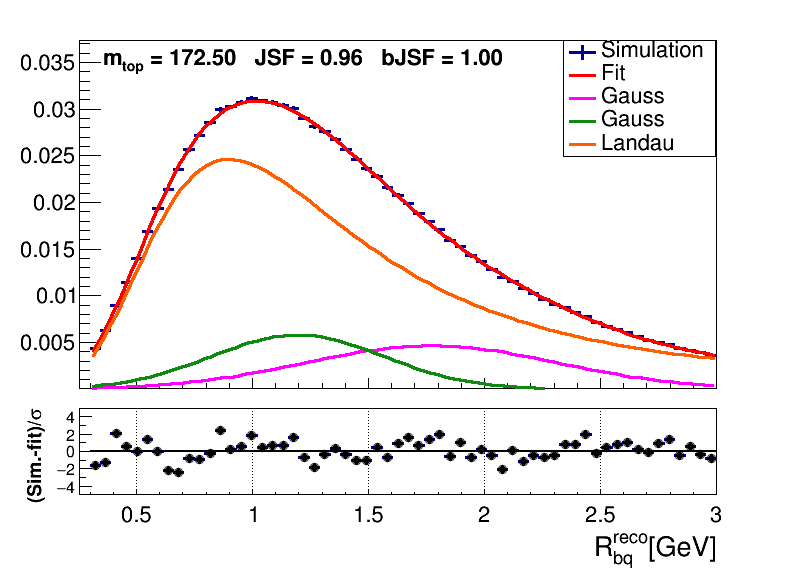 m_top = 172.50 JSF = 0.96 bJSF = 1.00
Simulation
Fit
Gauss
Gauss
Landau
0.035
0.03
0.025
0.02
0.015
0.01
0.005
(Sim.-fit)/σ
4
2
0
−2
−4
0.5 1 1.5 2 2.5 3
R_bq^reco[GeV]